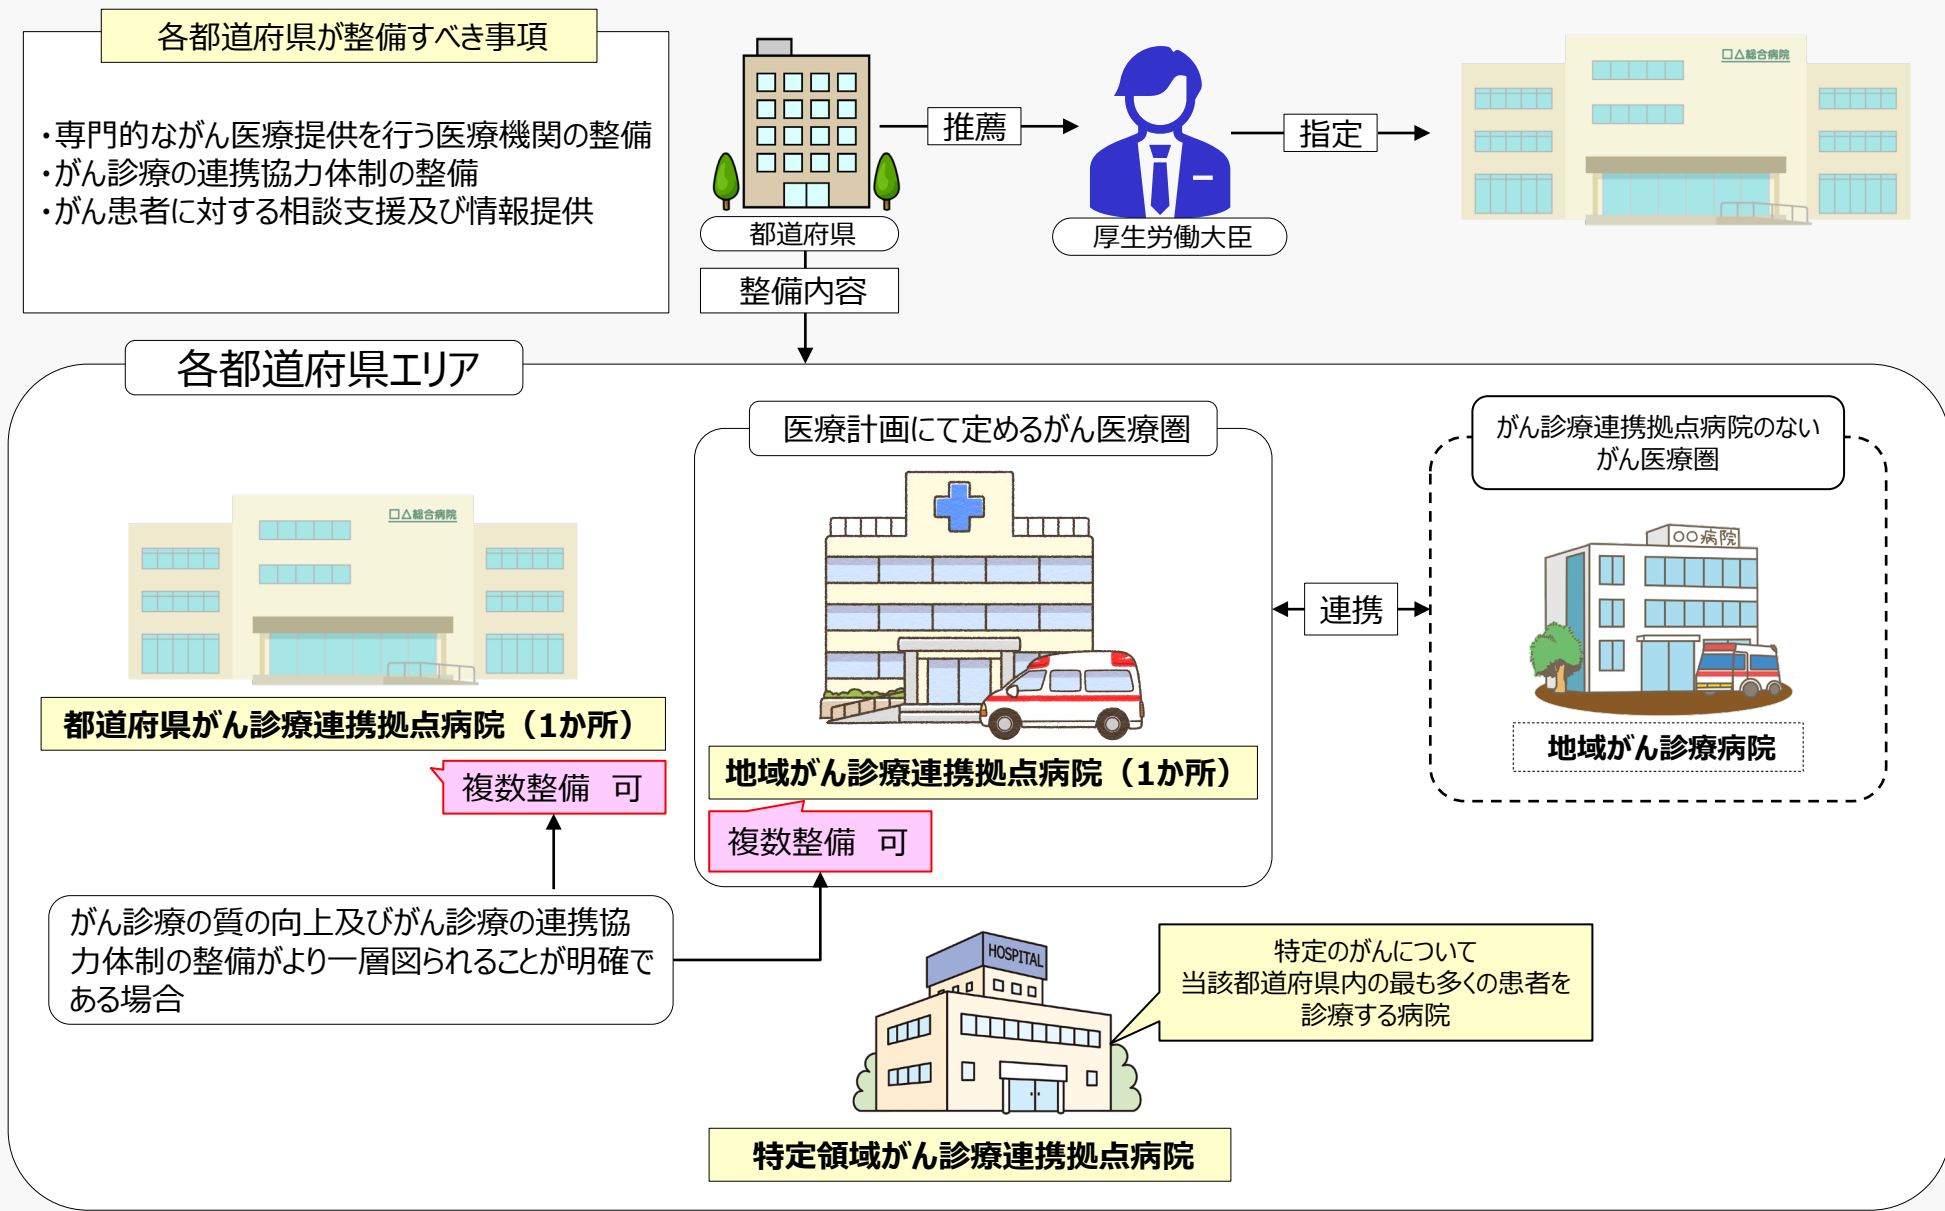 各都道府県が整備すべき事項
・専門的ながん医療提供を行う医療機関の整備
・がん診療の連携協力体制の整備
・がん患者に対する相談支援及び情報提供
都道府県
推薦
厚生労働大臣
指定
口△総合病院
整備内容
各都道府県エリア
口△総合病院
都道府県がん診療連携拠点病院（1か所）
複数整備　可
がん診療の質の向上及びがん診療の連携協
力体制の整備がより一層図られることが明確で
ある場合
医療計画にて定めるがん医療圏
地域がん診療連携拠点病院（1か所）
複数整備　可
連携
がん診療連携拠点病院のない
がん医療圏
〇〇病院
地域がん診療病院
HOSPITAL
特定のがんについて
当該都道府県内の最も多くの患者を
診療する病院
特定領域がん診療連携拠点病院